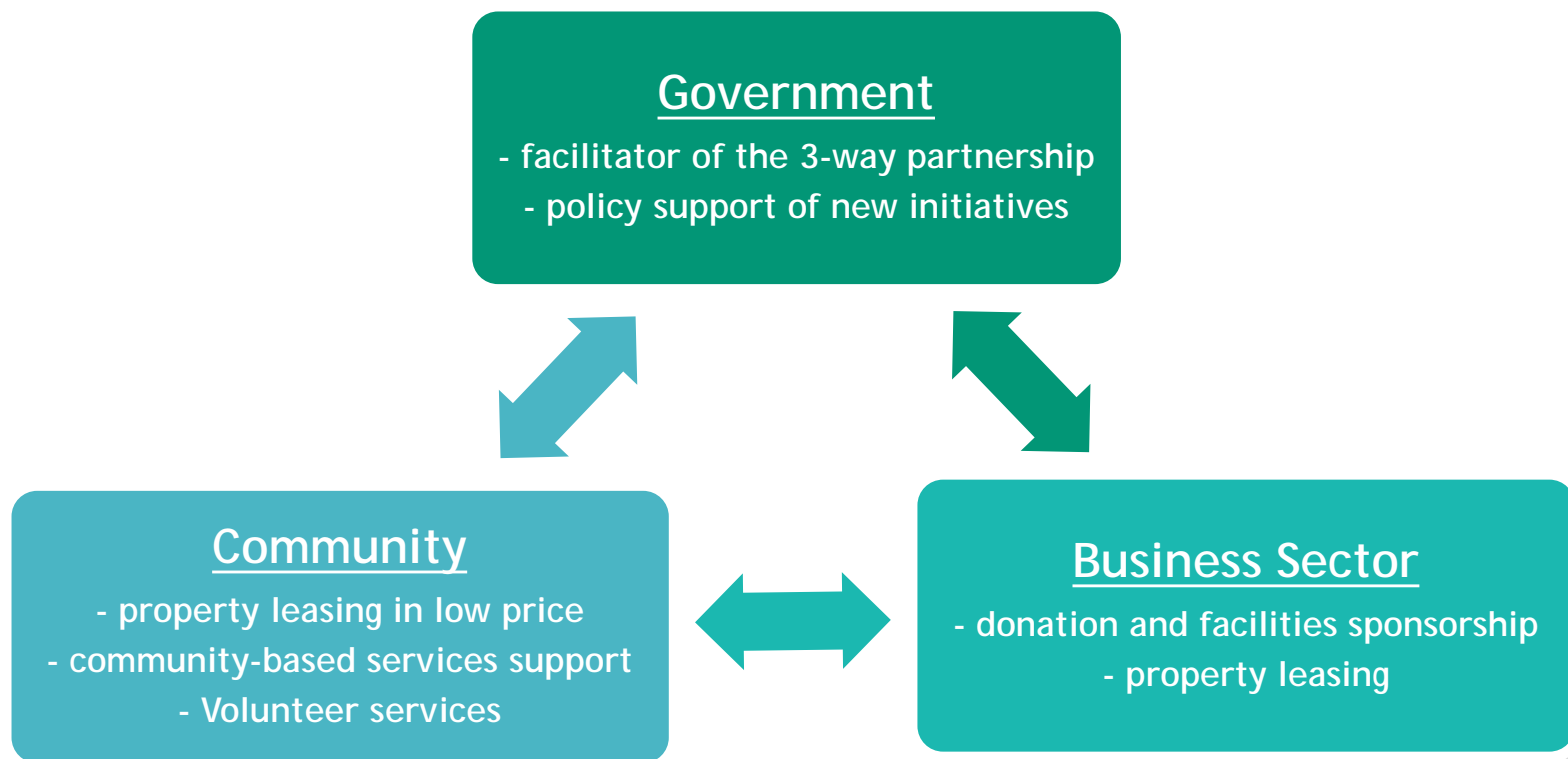 Government
- facilitator of the 3-way partnership
- policy support of new initiatives
Community
- property leasing in low price
- community-based services support
- Volunteer services
Business Sector
- donation and facilities sponsorship
- property leasing